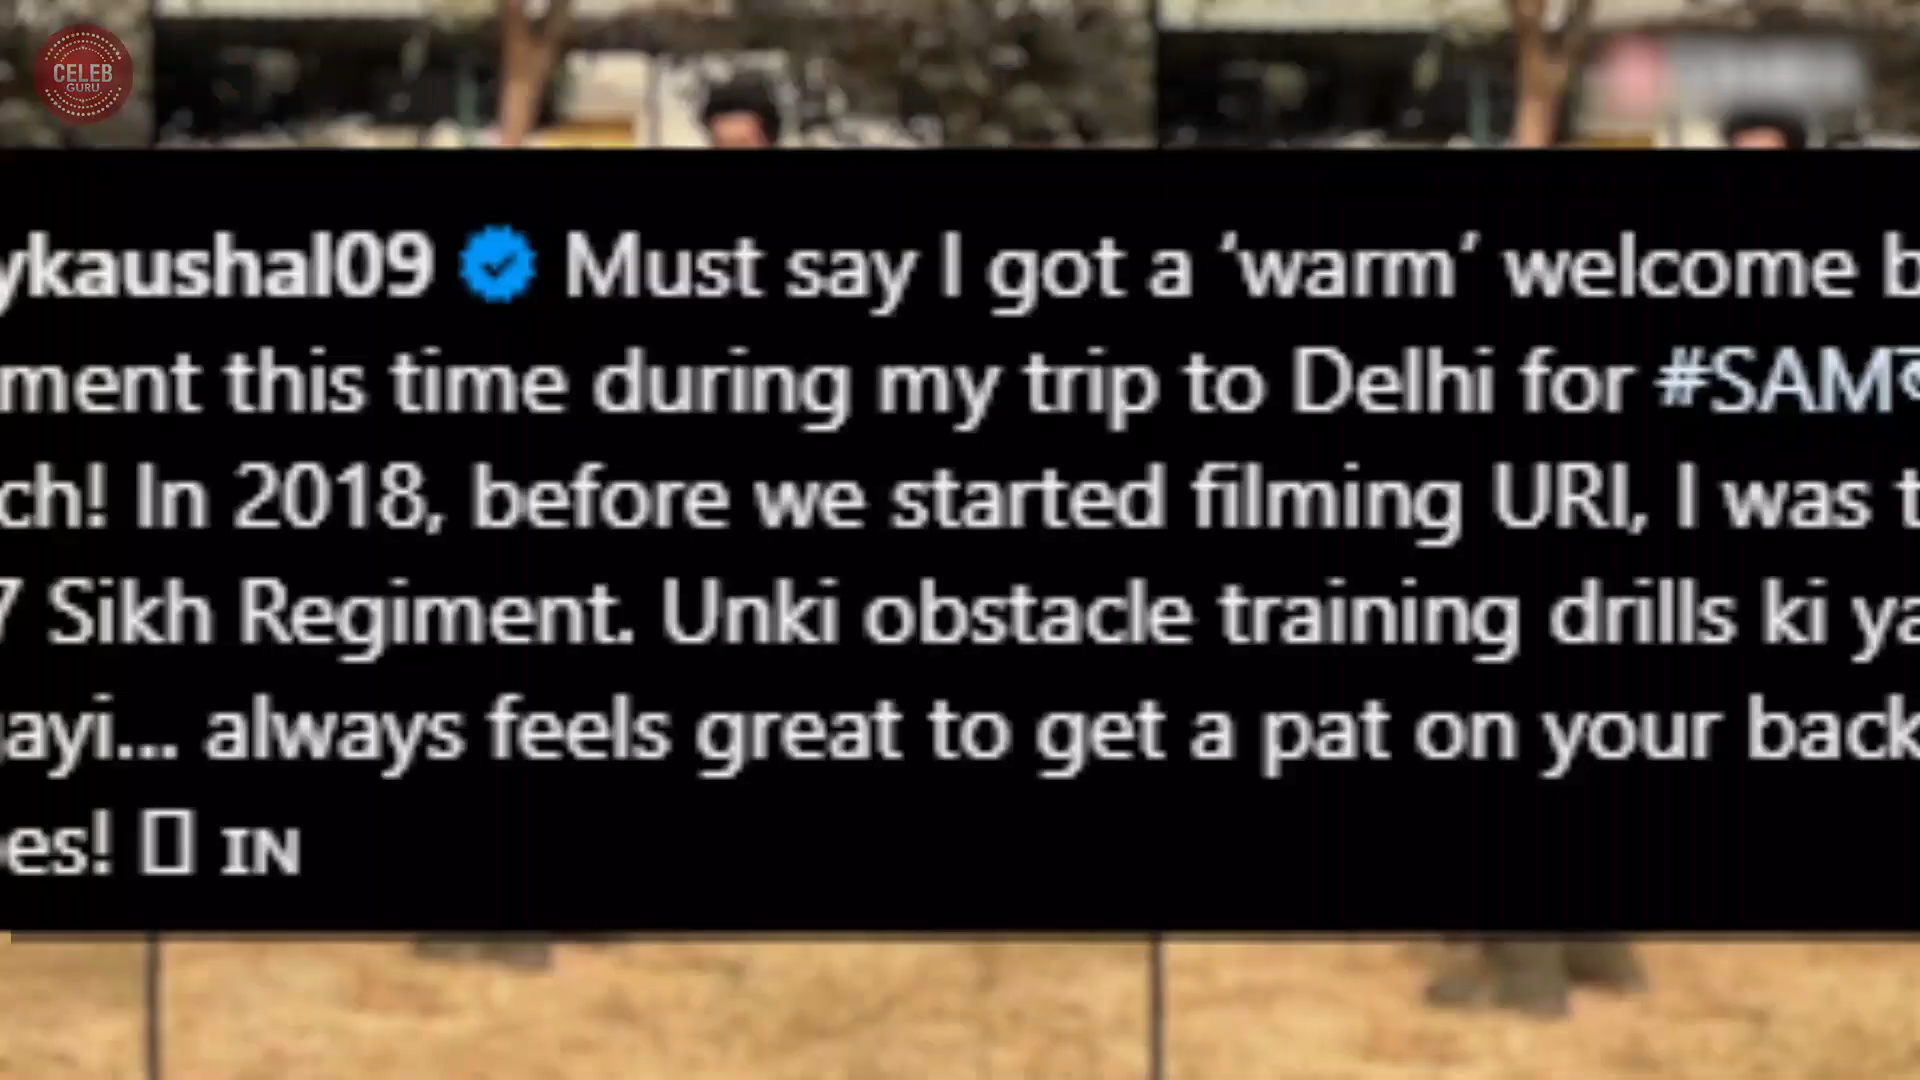 CELEB
GURU
ykaushal09 Must say I got a ‘warm’ welcome b
ment this time during my trip to Delhi for #SAM
ch! In 2018, before we started filming URI, I was t
7 Sikh Regiment. Unki obstacle training drills ki ya
gayi... always feels great to get a pat on your back
es! IN